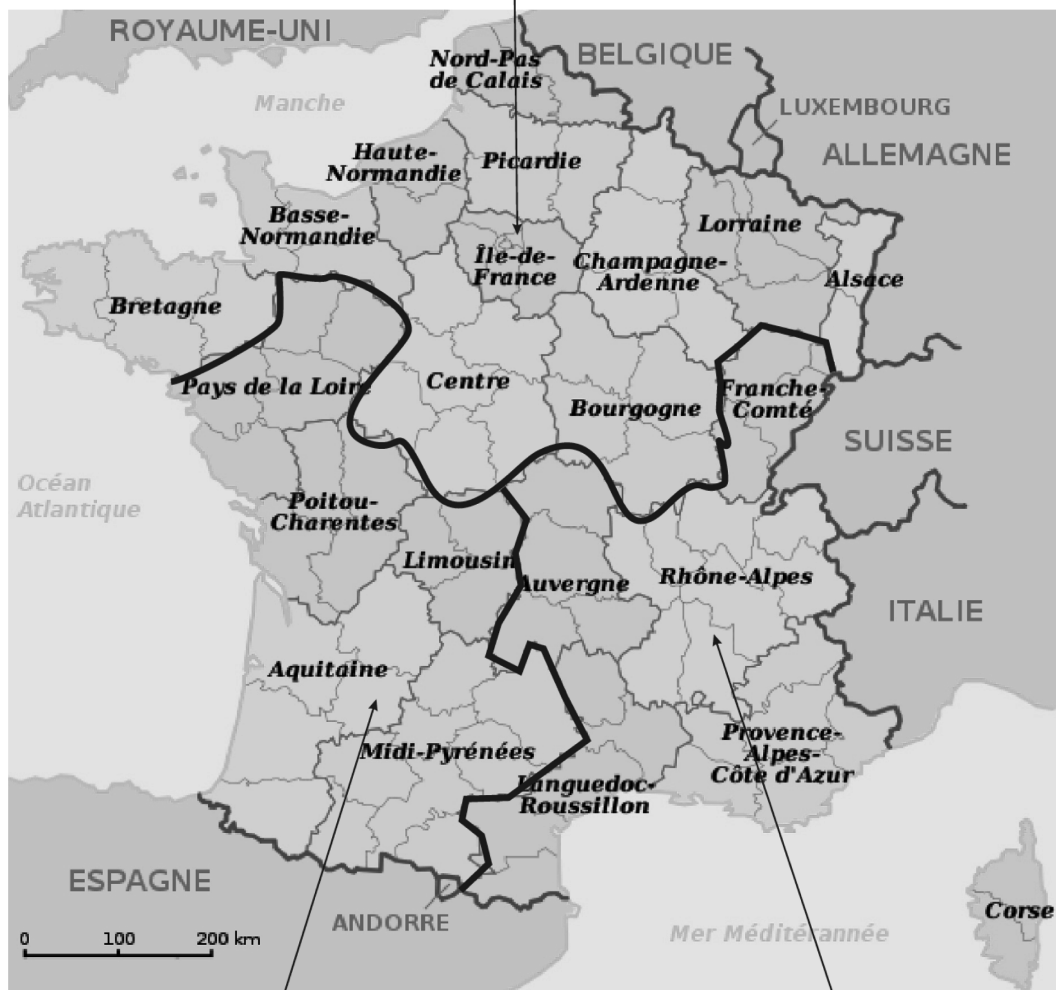 ROYAUME-UNI
BELGIQUE
Nord-Pas
de Calais
Manche
LUXEMBOURG
ALLEMAGNE
Haute-
Normandie
Picardie
Basse-
Normandie
Lorraine
Île-de-
France
Champagne-
Ardenne
Alsace
Bretagne
Pays de la Loire
Centre
Franche-
Comté
Bourgogne
SUISSE
Océan
Atlantique
Poitou-
Charentes
Limousin
Auvergne
Rhône-Alpes
ITALIE
Aquitaine
Midi-Pyrénées
Provence-
Alpes-
Côte d'Azur
Languedoc-
Roussillon
ESPAGNE
ANDORRE
Corse
Mer Méditérannée
0 100 200 km